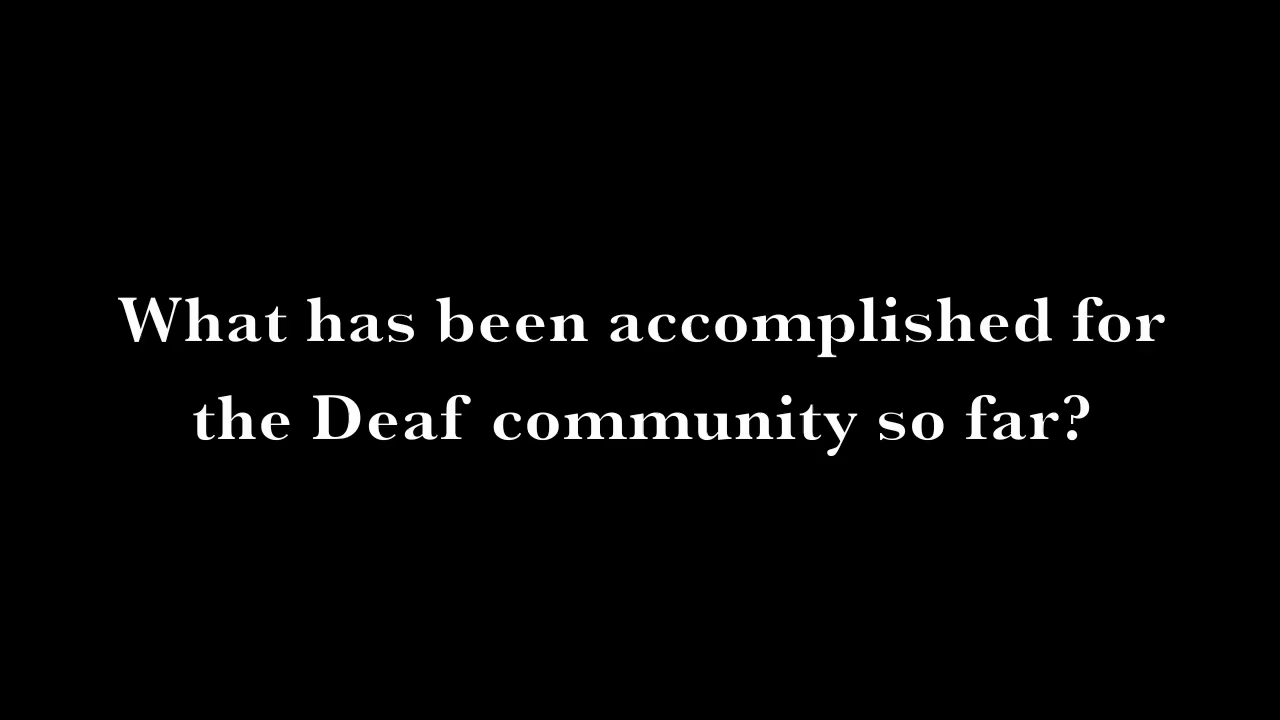 What has been accomplished for
the Deaf community so far?